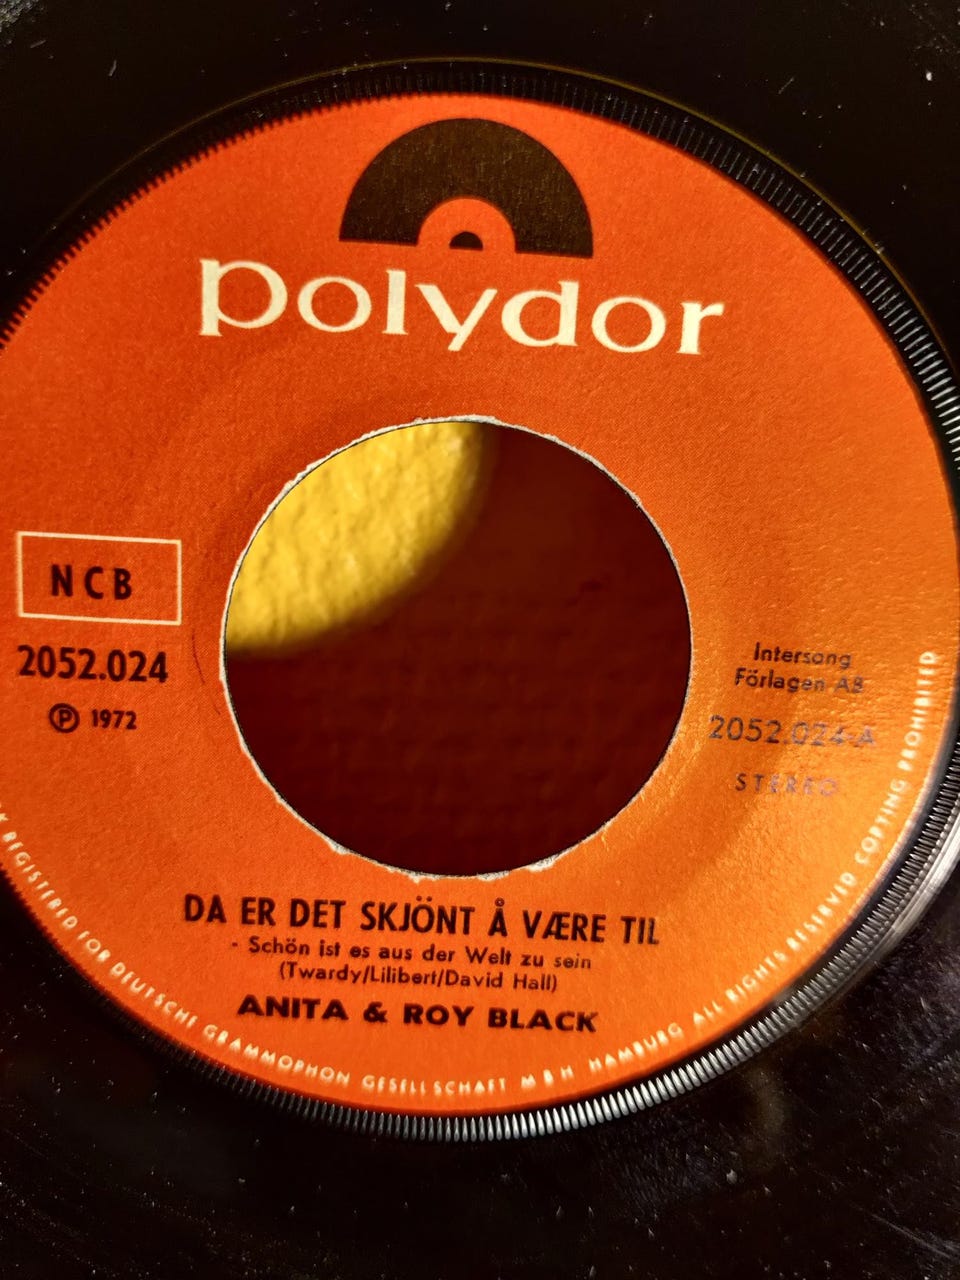 polydor
NCB
2052.024
Ⓟ 1972
Intersong
Förlagen AB
2052.024-A
STEREO
DA ER DET SKJÖNT Å VÆRE TIL
- Schön ist es aus der Welt zu sein
(Twardy/Lilibert/David Hall)
ANITA & ROY BLACK
REGISTERED FOR DEUTSCHE GRAMMOPHON GESELLSCHAFT MBH HAMBURG ALL RIGHTS RESERVED COPYING PROHIBITED